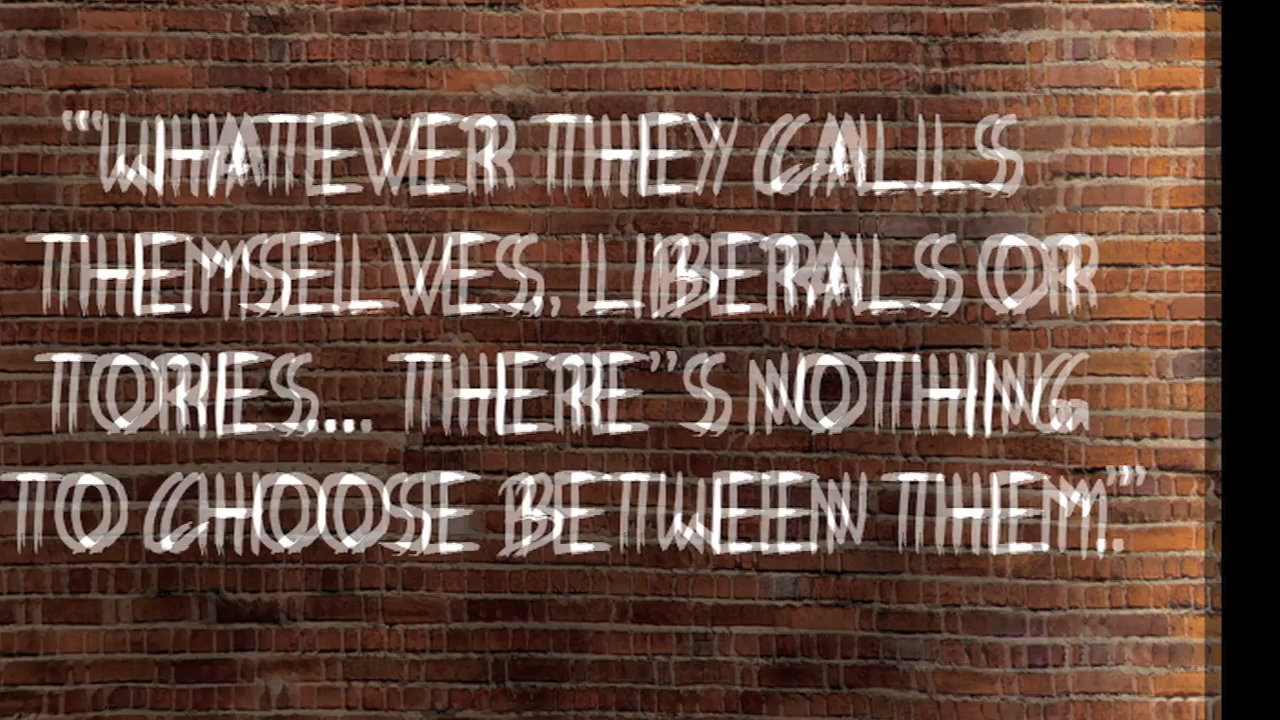 "WHATEVER THEY CALLS
THEMSELVES, LIBERALS OR
TORIES... THERE'S NOTHING
TO CHOOSE BETWEEN THEM."